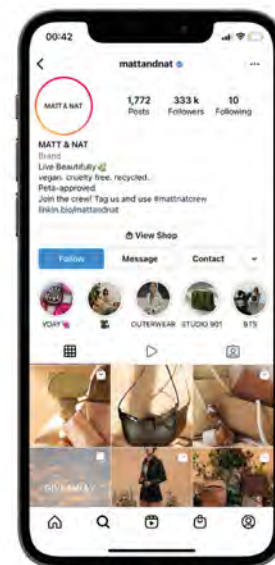 00:42
mattandnat
MATT & NAT
1,772 333 k 10
Posts Followers Following
MATT & NAT
Brand
Live Beautifully
vegan. cruelty free. recycled.
Peta-approved
Join the crew! Tag us and use #mattnatcrew
linkin.bio/mattandnat
View Shop
Follow Message Contact
YDAY OUTERWEAR STUDIO 901 BTS
GIVEAWAY